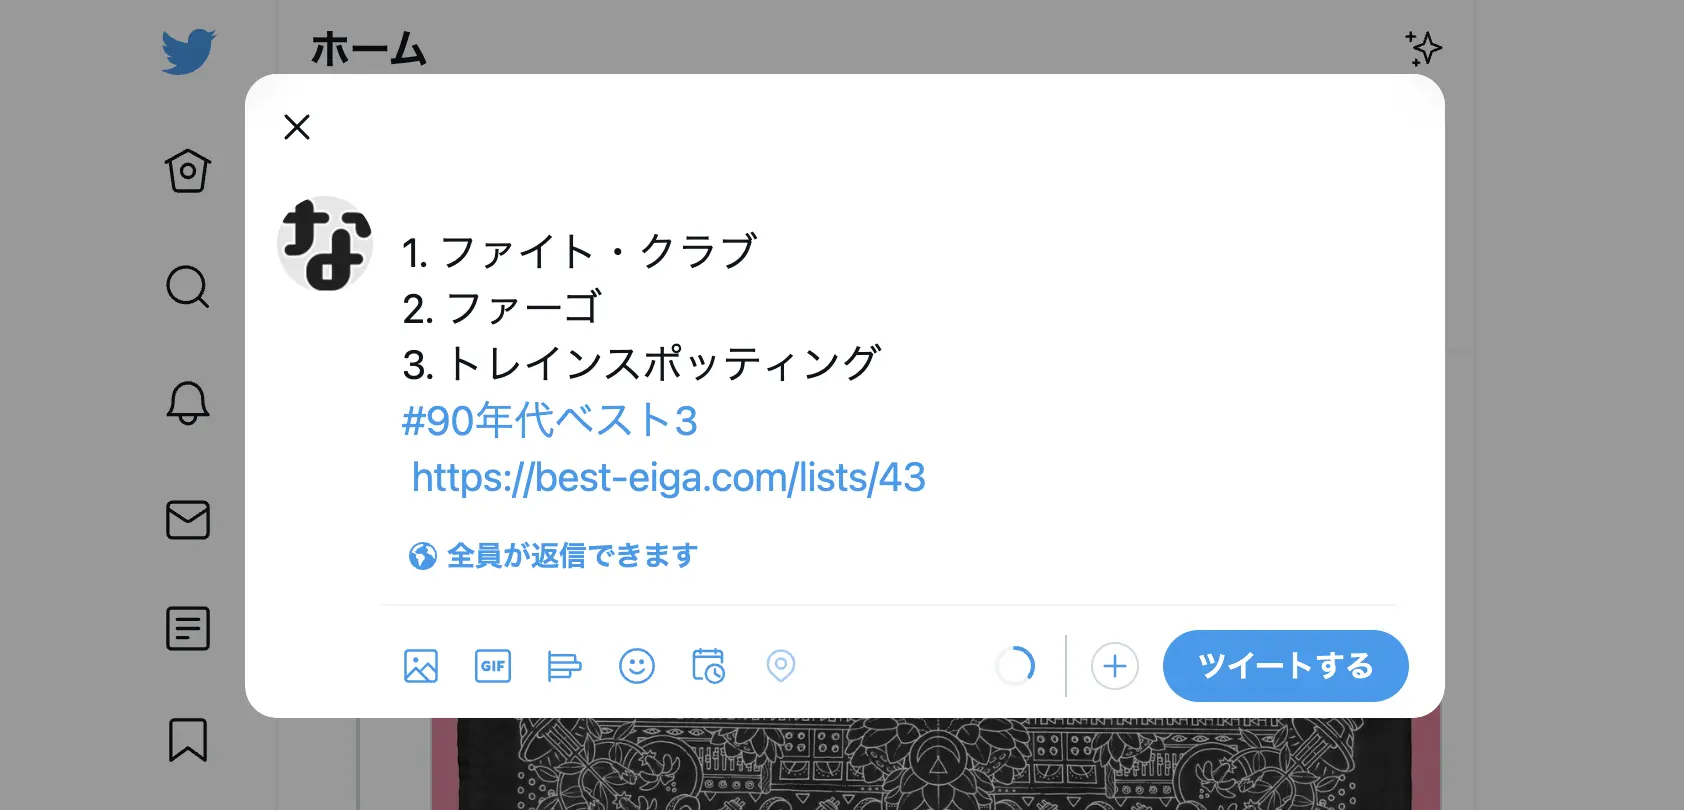 ホーム
な
1. ファイト・クラブ
2. ファーゴ
3. トレインスポッティング
#90年代ベスト3
https://best-eiga.com/lists/43
全員が返信できます
GIF
ツイートする